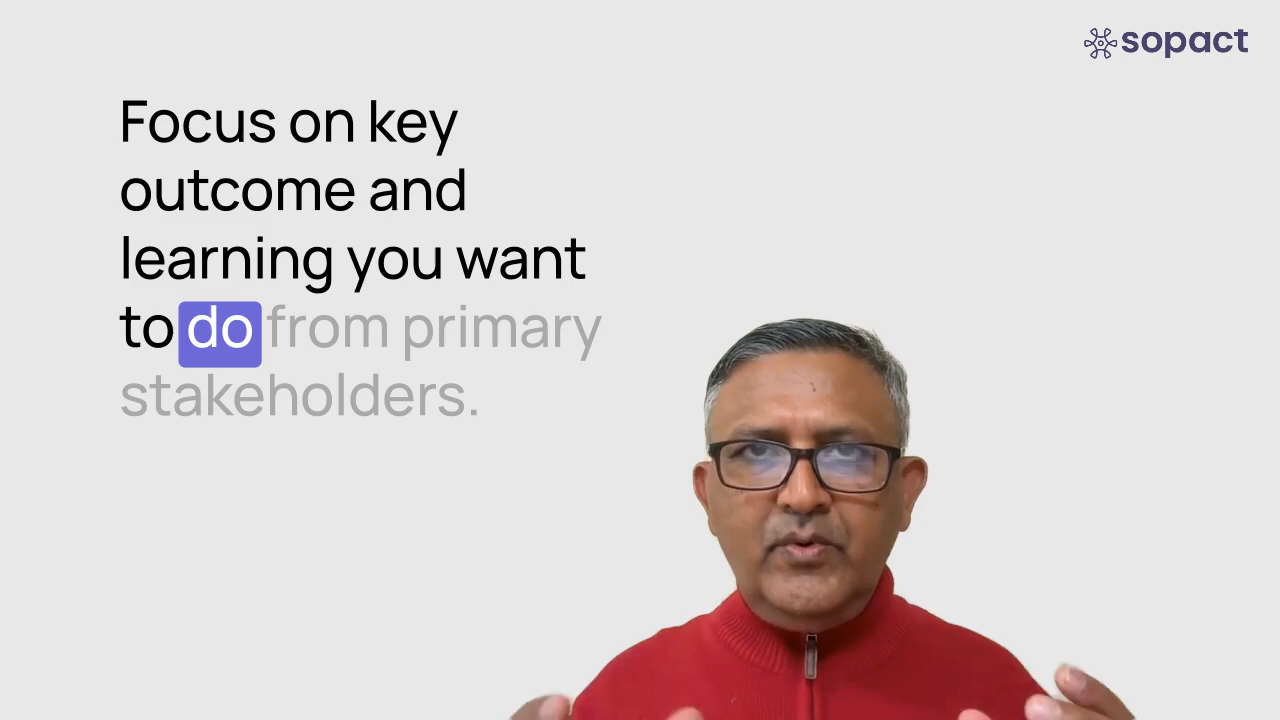 sopact
Focus on key
outcome and
learning you want
to do from primary
stakeholders.